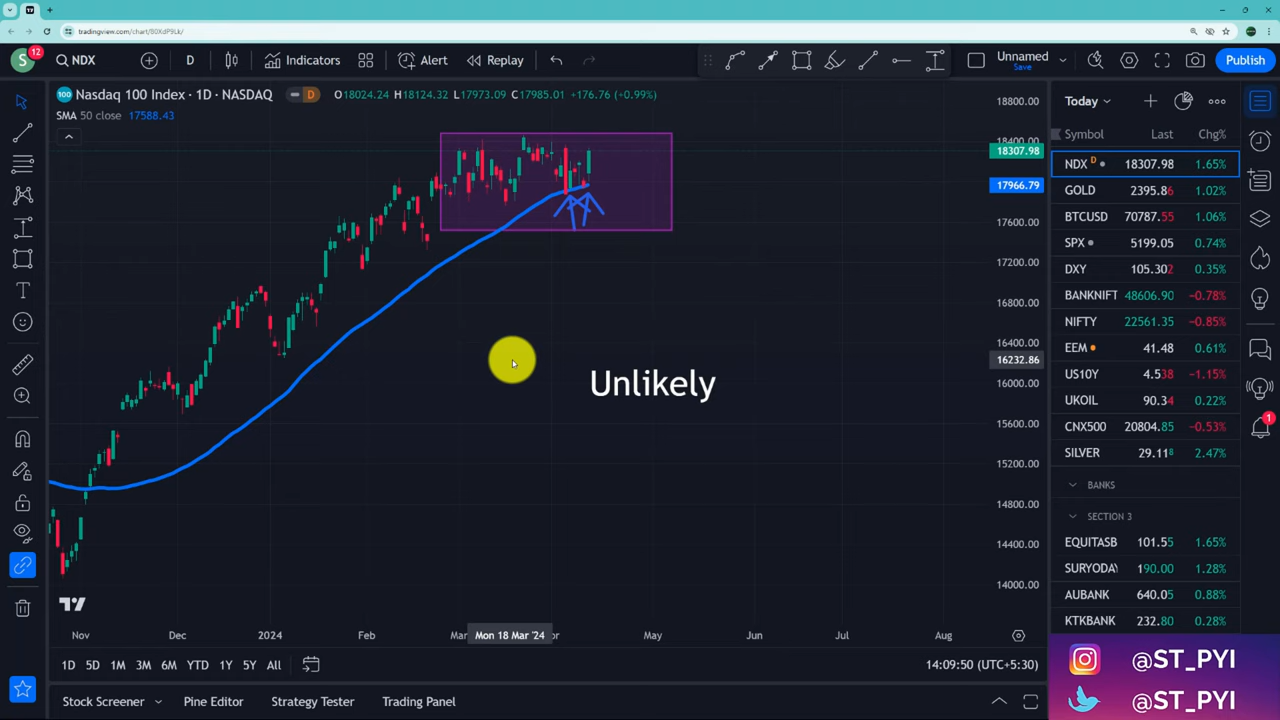 tradingview.com/chart/80XdP9Lk/
S
12
NDX
D
Indicators
Alert
Replay
Unnamed
Save
Publish
100
Nasdaq 100 Index · 1D · NASDAQ
D
O18024.24 H18124.32 L17973.09 C17985.01 +176.76 (+0.99%)
SMA 50 close 17588.43
18800.00
18400.00
18307.98
17966.79
17600.00
17200.00
16800.00
16400.00
16232.86
16000.00
15600.00
15200.00
14800.00
14400.00
14000.00
Unlikely
Nov
Dec
2024
Feb
Mar
Mon 18 Mar '24
May
Jun
Jul
Aug
1D 5D 1M 3M 6M YTD 1Y 5Y All
14:09:50 (UTC+5:30)
Stock Screener
Pine Editor
Strategy Tester
Trading Panel
Today
Symbol Last Chg%
NDX D 18307.98 1.65%
GOLD 2395.86 1.02%
BTCUSD 70787.55 1.06%
SPX 5199.05 0.74%
DXY 105.302 0.35%
BANKNIFT 48606.90 −0.78%
NIFTY 22561.35 −0.85%
EEM 41.48 0.61%
US10Y 4.538 −1.15%
UKOIL 90.34 0.22%
CNX500 20804.85 −0.53%
SILVER 29.118 2.47%
BANKS
SECTION 3
EQUITASB 101.55 1.65%
SURYODA 190.00 1.28%
AUBANK 640.05 0.88%
KTKBANK 232.80 0.28%
1
@ST_PYI
@ST_PYI